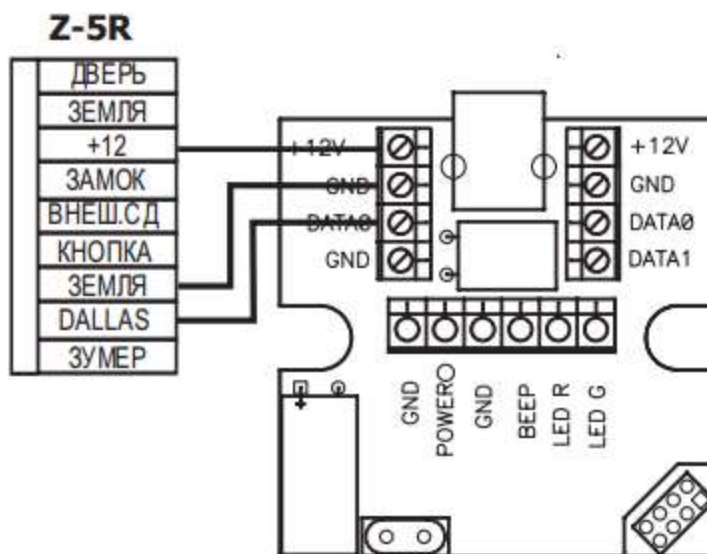 Z-5R
ДВЕРЬ
ЗЕМЛЯ
+12
ЗАМОК
ВНЕШ.СД
КНОПКА
ЗЕМЛЯ
DALLAS
ЗУМЕР
+12V
GND
DATA0
GND
+12V
GND
DATA0
DATA1
GND
POWER
GND
BEEP
LED R
LED G
+